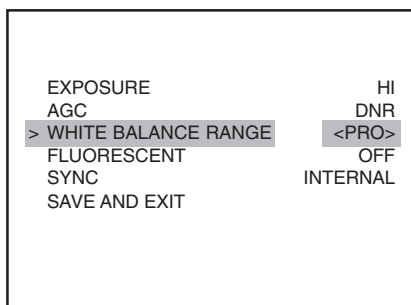 EXPOSURE HI
AGC DNR
> WHITE BALANCE RANGE <PRO>
FLUORESCENT OFF
SYNC INTERNAL
SAVE AND EXIT